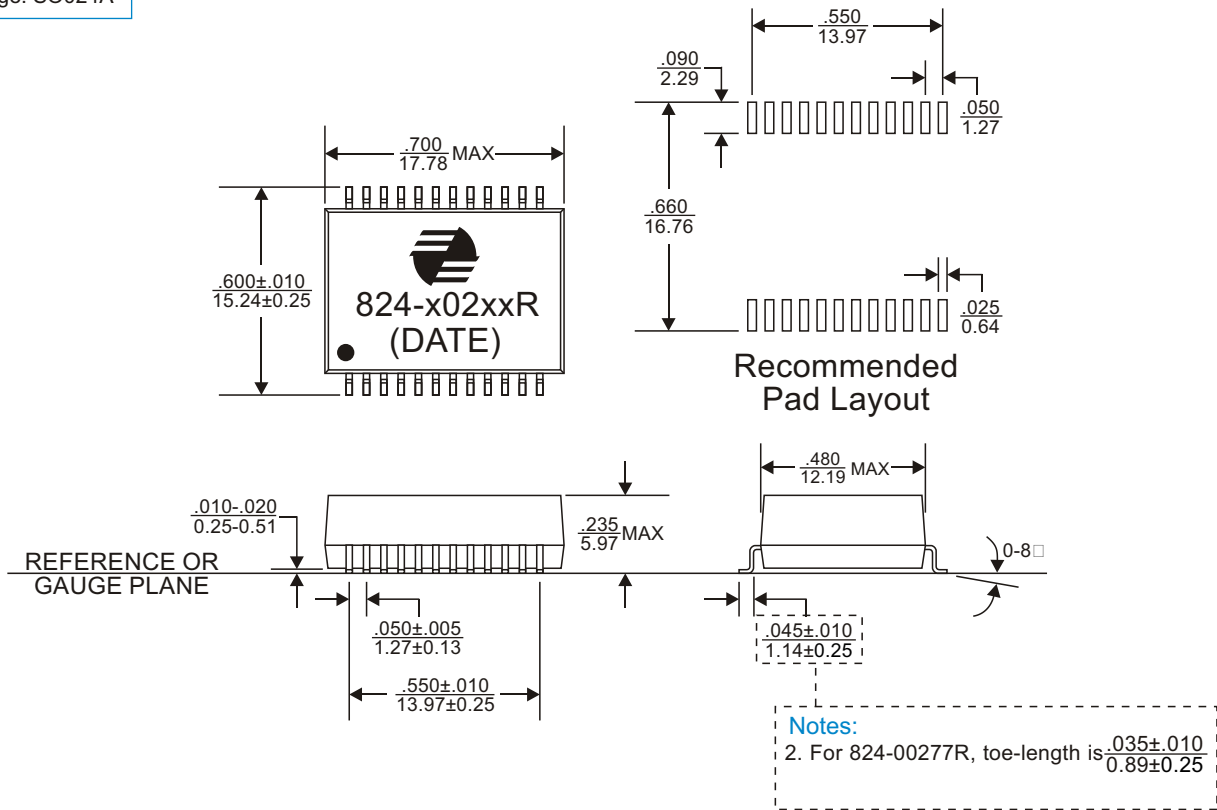 SO024A
.550
13.97
.090
2.29
.050
1.27
.700
17.78 MAX
.660
16.76
.600±.010
15.24±0.25
824-x02xxR
(DATE)
.025
0.64
Recommended
Pad Layout
.480
12.19 MAX
.010-.020
0.25-0.51
.235
5.97 MAX
REFERENCE OR
GAUGE PLANE
0-8□
.050±.005
1.27±0.13
.045±.010
1.14±0.25
.550±.010
13.97±0.25
Notes:
2. For 824-00277R, toe-length is .035±.010
0.89±0.25